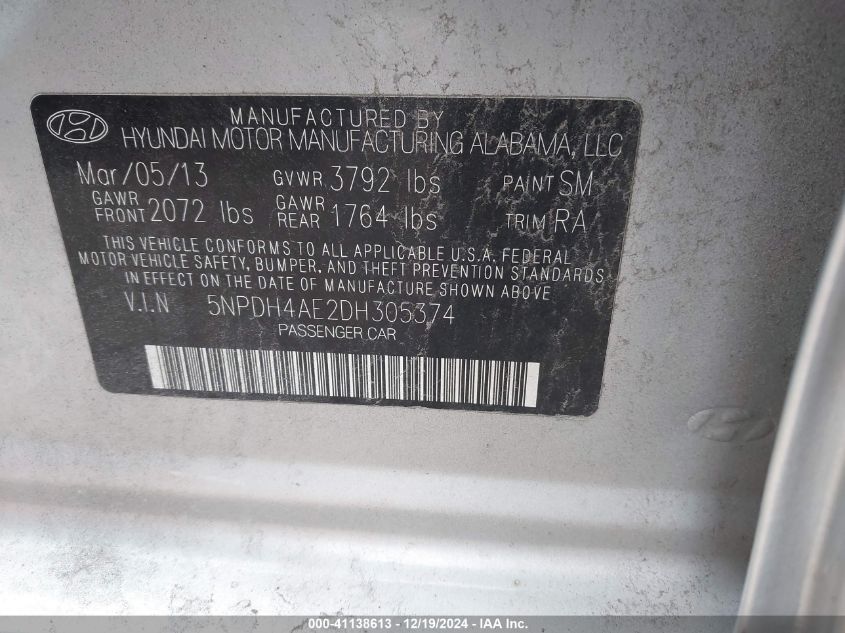 MANUFACTURED BY
HYUNDAI MOTOR MANUFACTURING ALABAMA, LLC
Mar/05/13 GVWR 3792 lbs PAINT SM
GAWR FRONT 2072 lbs GAWR REAR 1764 lbs TRIM RA
THIS VEHICLE CONFORMS TO ALL APPLICABLE U.S.A. FEDERAL
MOTOR VEHICLE SAFETY, BUMPER, AND THEFT PREVENTION STANDARDS
IN EFFECT ON THE DATE OF MANUFACTURE SHOWN ABOVE.
V.I.N 5NPDH4AE2DH305374
PASSENGER CAR
000-41138613 - 12/19/2024 - IAA Inc.